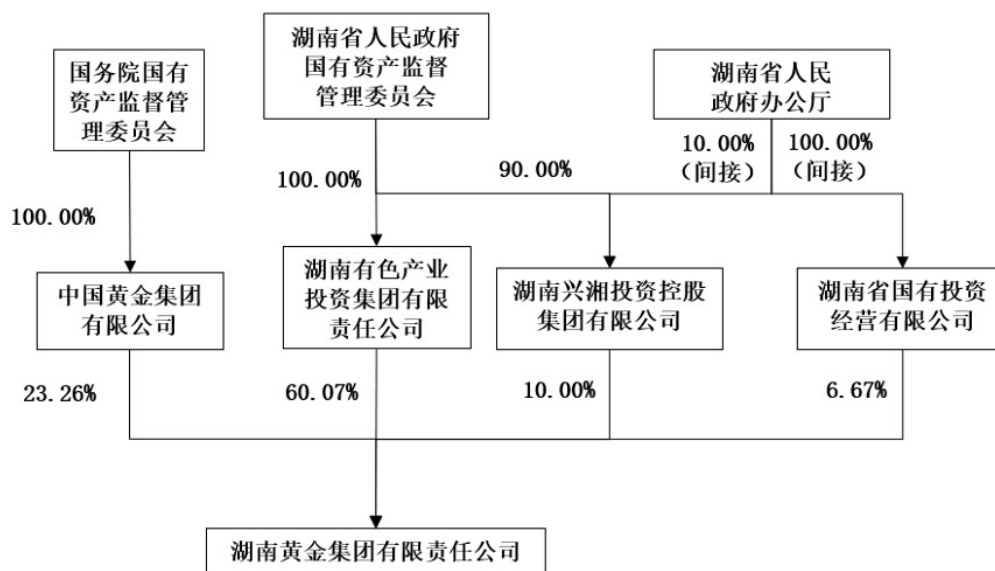 国务院国有
资产监督管
理委员会
湖南省人民政府
国有资产监督
管理委员会
湖南省人民
政府办公厅
100.00%
100.00%
90.00%
10.00%
（间接）
100.00%
（间接）
中国黄金集团
有限公司
湖南有色产业
投资集团有限
责任公司
湖南兴湘投资控股
集团有限公司
湖南省国有投资
经营有限公司
23.26%
60.07%
10.00%
6.67%
湖南黄金集团有限责任公司